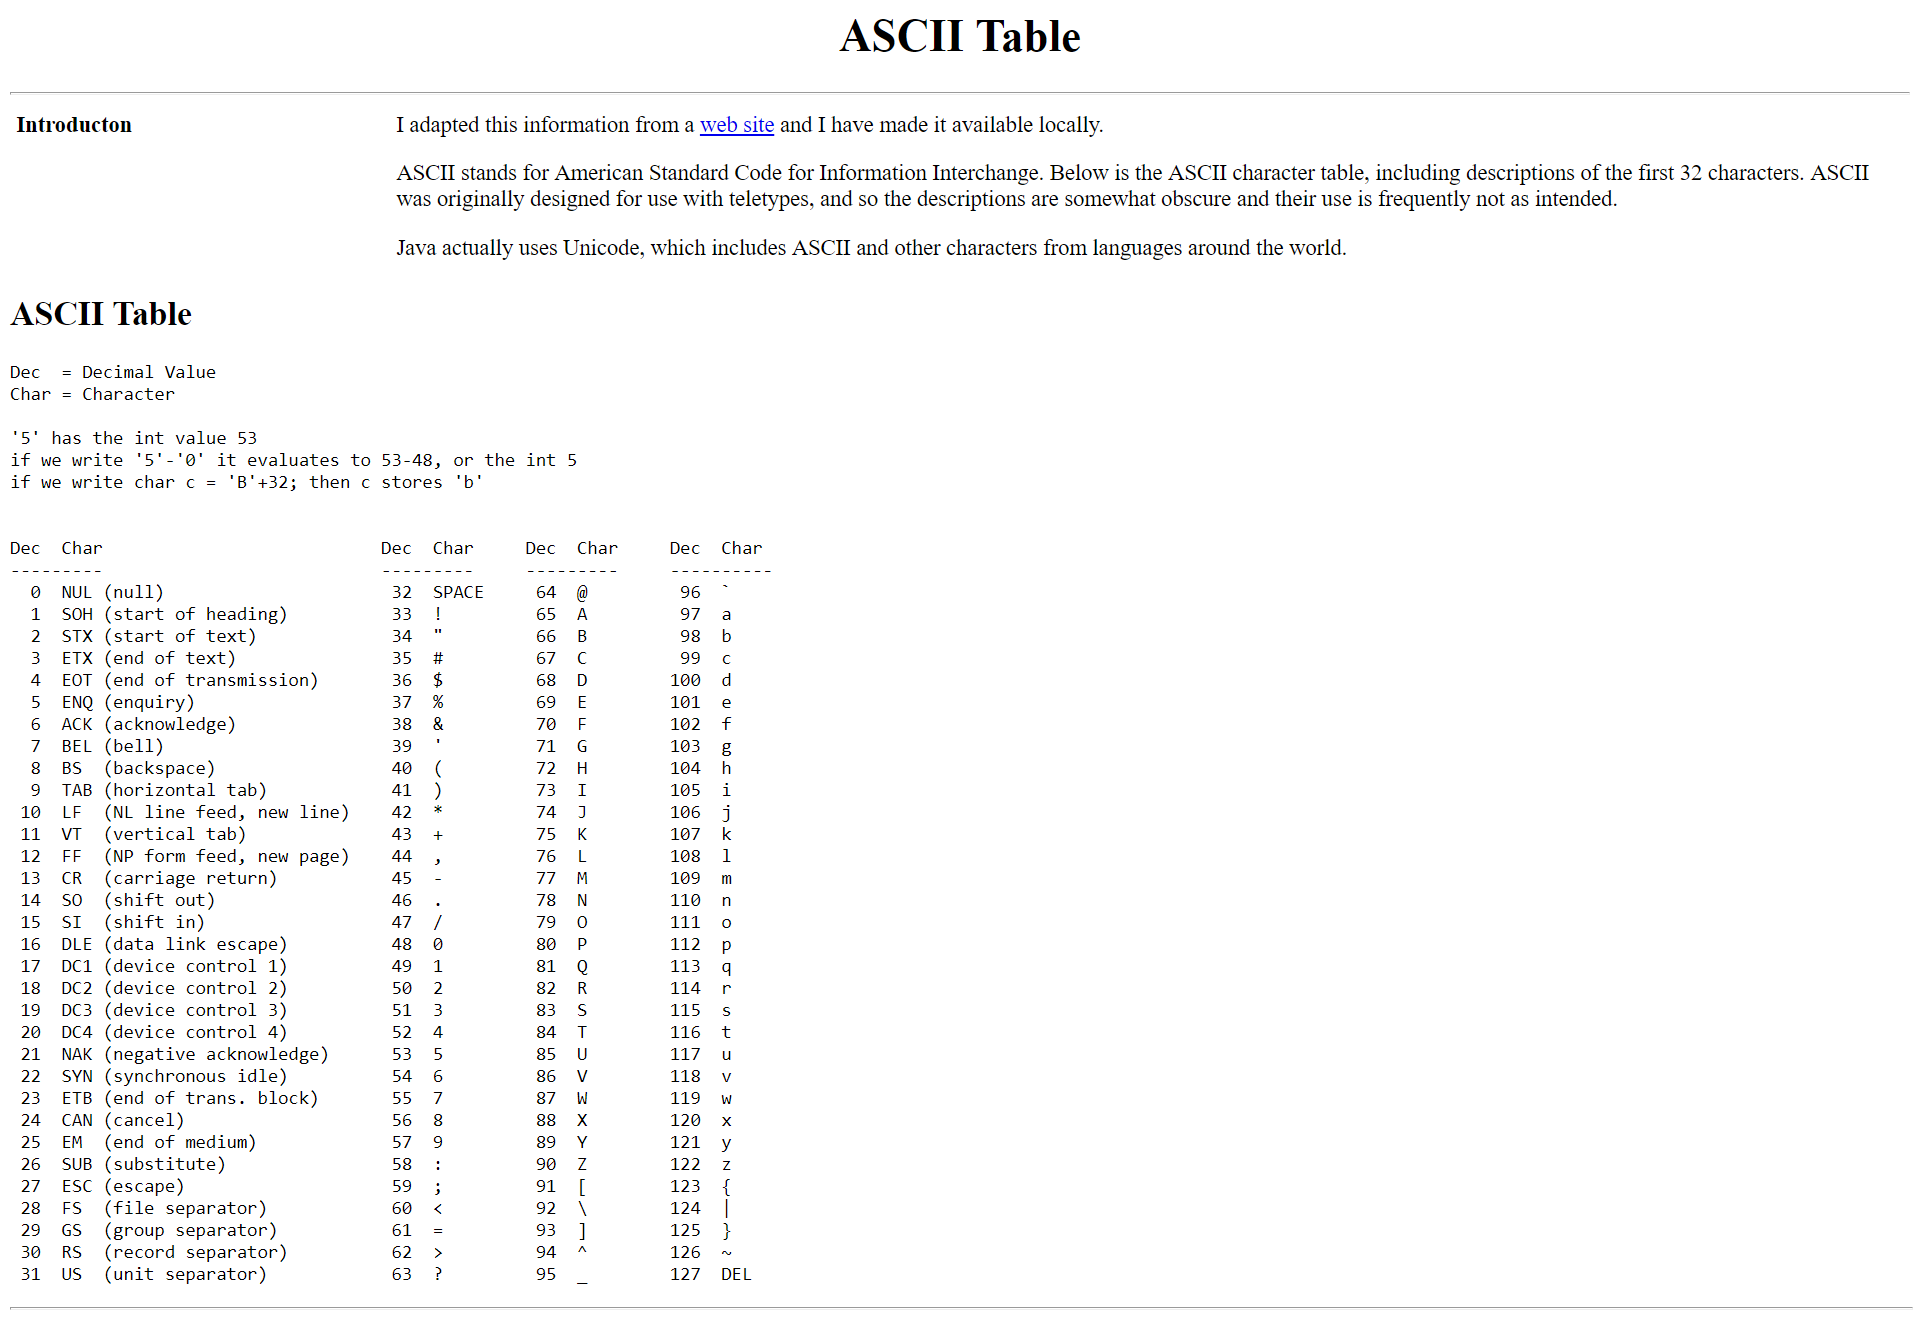 ASCII Table
Introducton
I adapted this information from a web site and I have made it available locally.
ASCII stands for American Standard Code for Information Interchange. Below is the ASCII character table, including descriptions of the first 32 characters. ASCII
was originally designed for use with teletypes, and so the descriptions are somewhat obscure and their use is frequently not as intended.
Java actually uses Unicode, which includes ASCII and other characters from languages around the world.
ASCII Table
Dec  = Decimal Value
Char = Character
'5' has the int value 53
if we write '5'-'0' it evaluates to 53-48, or the int 5
if we write char c = 'B'+32; then c stores 'b'
Dec  Char                           Dec  Char     Dec  Char     Dec  Char
---------                           ---------     ---------     ----------
  0  NUL (null)                      32  SPACE     64  @         96  `
  1  SOH (start of heading)          33  !         65  A         97  a
  2  STX (start of text)             34  "         66  B         98  b
  3  ETX (end of text)               35  #         67  C         99  c
  4  EOT (end of transmission)       36  $         68  D        100  d
  5  ENQ (enquiry)                   37  %         69  E        101  e
  6  ACK (acknowledge)               38  &         70  F        102  f
  7  BEL (bell)                      39  '         71  G        103  g
  8  BS  (backspace)                 40  (         72  H        104  h
  9  TAB (horizontal tab)            41  )         73  I        105  i
 10  LF  (NL line feed, new line)    42  *         74  J        106  j
 11  VT  (vertical tab)              43  +         75  K        107  k
 12  FF  (NP form feed, new page)    44  ,         76  L        108  l
 13  CR  (carriage return)           45  -         77  M        109  m
 14  SO  (shift out)                 46  .         78  N        110  n
 15  SI  (shift in)                  47  /         79  O        111  o
 16  DLE (data link escape)          48  0         80  P        112  p
 17  DC1 (device control 1)          49  1         81  Q        113  q
 18  DC2 (device control 2)          50  2         82  R        114  r
 19  DC3 (device control 3)          51  3         83  S        115  s
 20  DC4 (device control 4)          52  4         84  T        116  t
 21  NAK (negative acknowledge)      53  5         85  U        117  u
 22  SYN (synchronous idle)          54  6         86  V        118  v
 23  ETB (end of trans. block)       55  7         87  W        119  w
 24  CAN (cancel)                    56  8         88  X        120  x
 25  EM  (end of medium)             57  9         89  Y        121  y
 26  SUB (substitute)                58  :         90  Z        122  z
 27  ESC (escape)                    59  ;         91  [        123  {
 28  FS  (file separator)            60  <         92  \        124  |
 29  GS  (group separator)           61  =         93  ]        125  }
 30  RS  (record separator)          62  >         94  ^        126  ~
 31  US  (unit separator)            63  ?         95  _        127  DEL